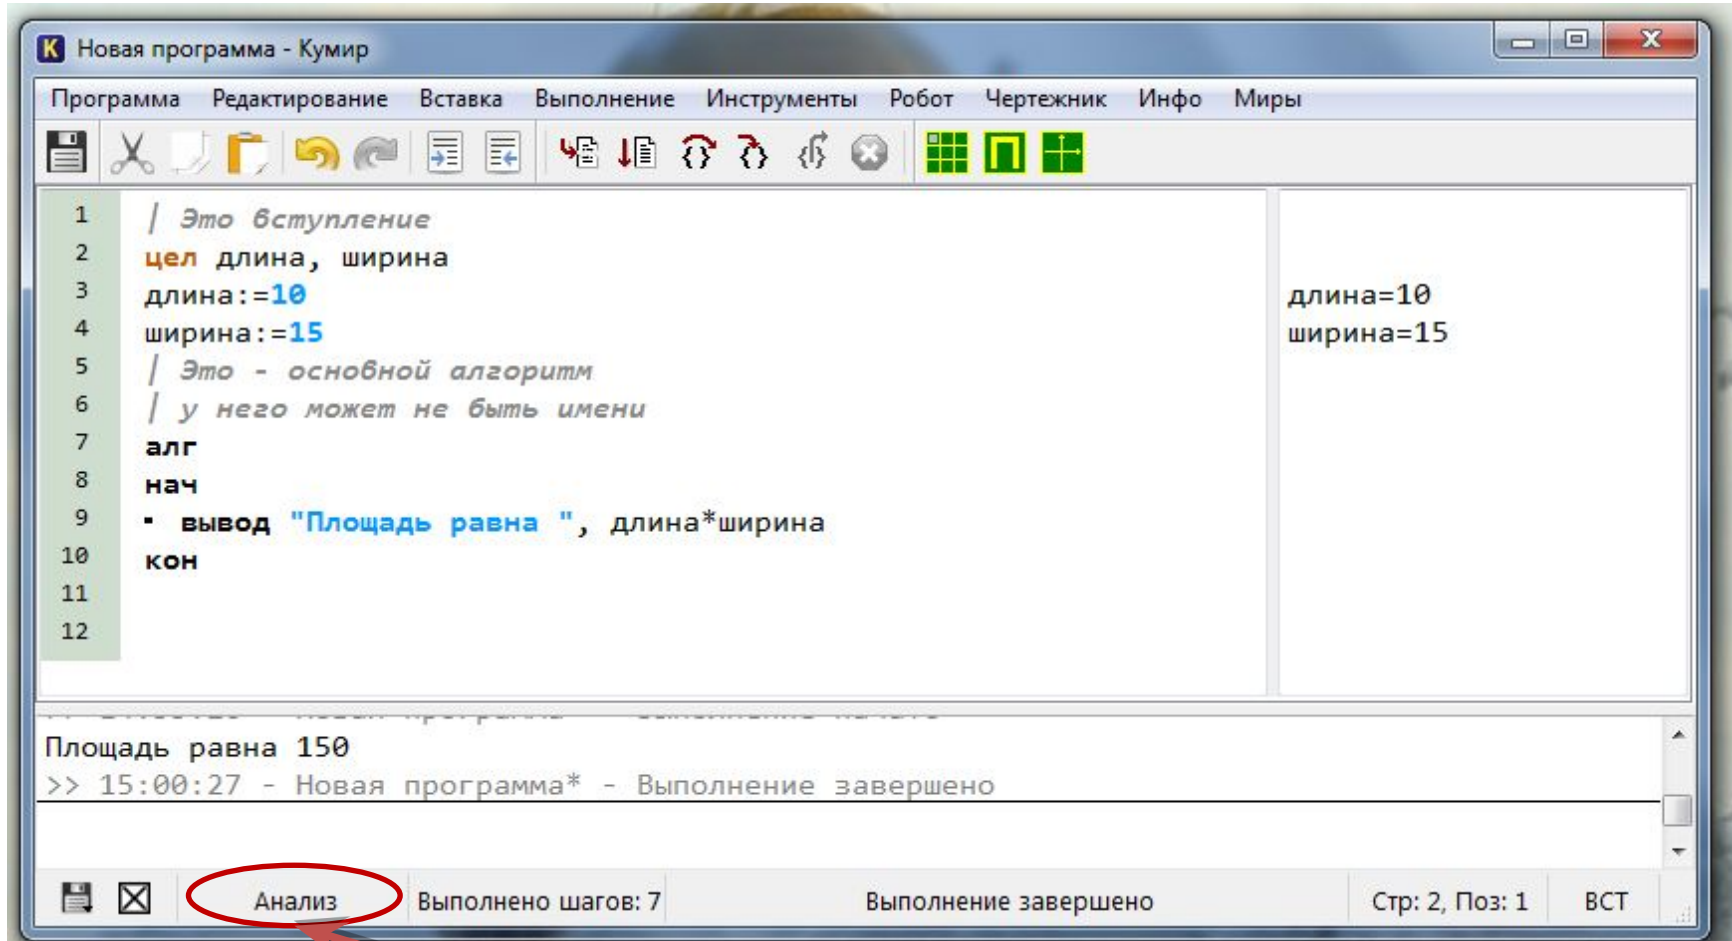 Новая программа - Кумир
Программа Редактирование Вставка Выполнение Инструменты Робот Чертежник Инфо Миры
1 | Это вступление
2 цел длина, ширина
3 длина:=10 длина=10
4 ширина:=15 ширина=15
5 | Это - основной алгоритм
6 | у него может не быть имени
7 алг
8 нач
9 ▪ вывод "Площадь равна ", длина*ширина
10 кон
11
12
Площадь равна 150
>> 15:00:27 - Новая программа* - Выполнение завершено
Анализ Выполнено шагов: 7 Выполнение завершено Стр: 2, Поз: 1 ВСТ